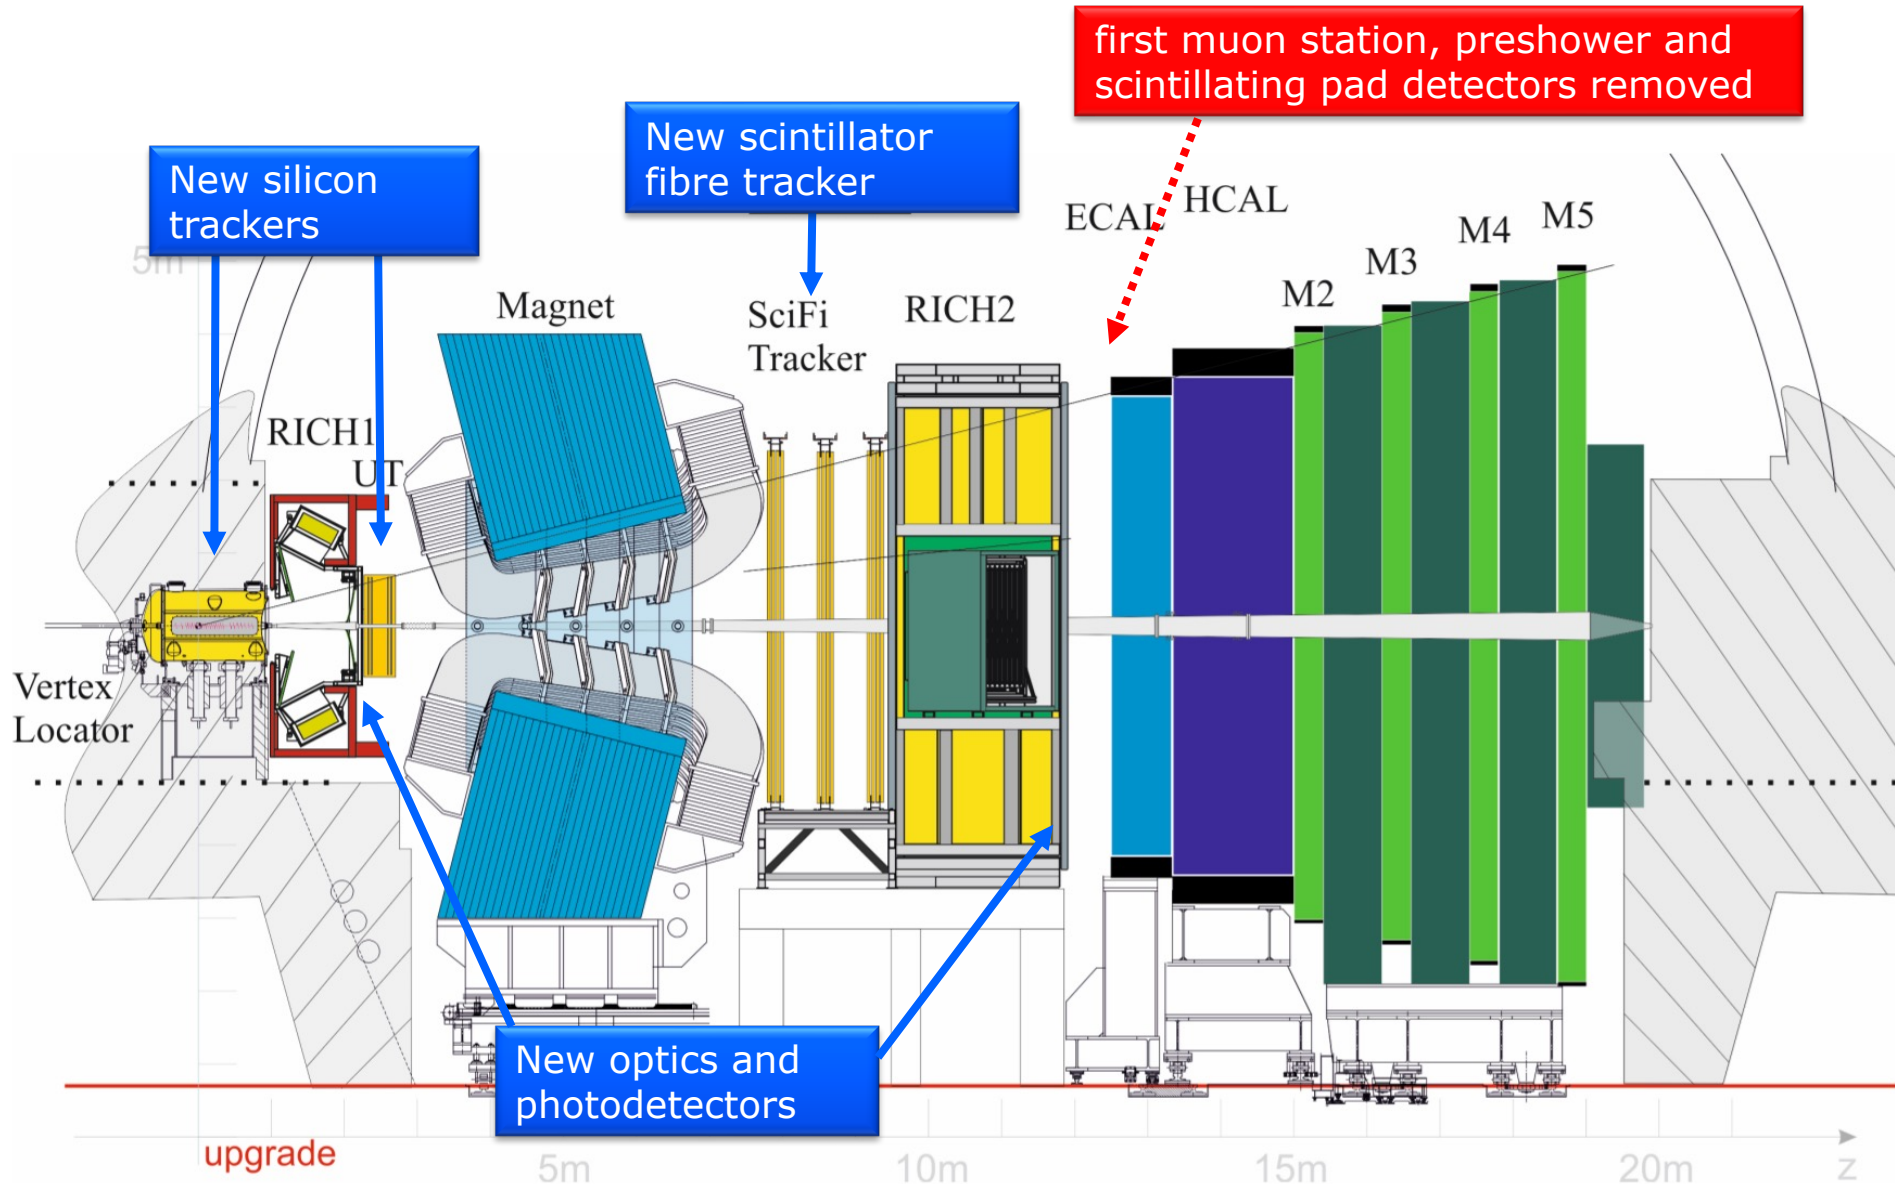 first muon station, preshower and
scintillating pad detectors removed
New scintillator
fibre tracker
New silicon
trackers
5m
ECAL
HCAL
M2
M3
M4
M5
Magnet
SciFi
Tracker
RICH2
RICH1
UT
Vertex
Locator
New optics and
photodetectors
upgrade
5m
10m
15m
20m
z